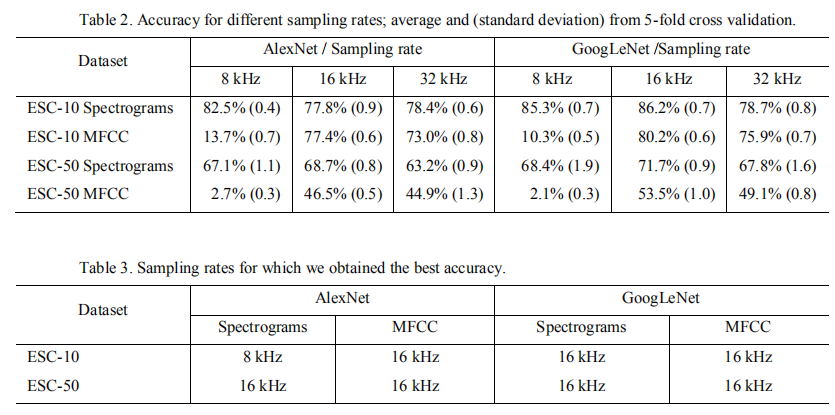 Table 2. Accuracy for different sampling rates; average and (standard deviation) from 5-fold cross validation.
Dataset AlexNet / Sampling rate GoogLeNet /Sampling rate
8 kHz 16 kHz 32 kHz 8 kHz 16 kHz 32 kHz
ESC-10 Spectrograms 82.5% (0.4) 77.8% (0.9) 78.4% (0.6) 85.3% (0.7) 86.2% (0.7) 78.7% (0.8)
ESC-10 MFCC 13.7% (0.7) 77.4% (0.6) 73.0% (0.8) 10.3% (0.5) 80.2% (0.6) 75.9% (0.7)
ESC-50 Spectrograms 67.1% (1.1) 68.7% (0.8) 63.2% (0.9) 68.4% (1.9) 71.7% (0.9) 67.8% (1.6)
ESC-50 MFCC 2.7% (0.3) 46.5% (0.5) 44.9% (1.3) 2.1% (0.3) 53.5% (1.0) 49.1% (0.8)
Table 3. Sampling rates for which we obtained the best accuracy.
Dataset AlexNet GoogLeNet
Spectrograms MFCC Spectrograms MFCC
ESC-10 8 kHz 16 kHz 16 kHz 16 kHz
ESC-50 16 kHz 16 kHz 16 kHz 16 kHz